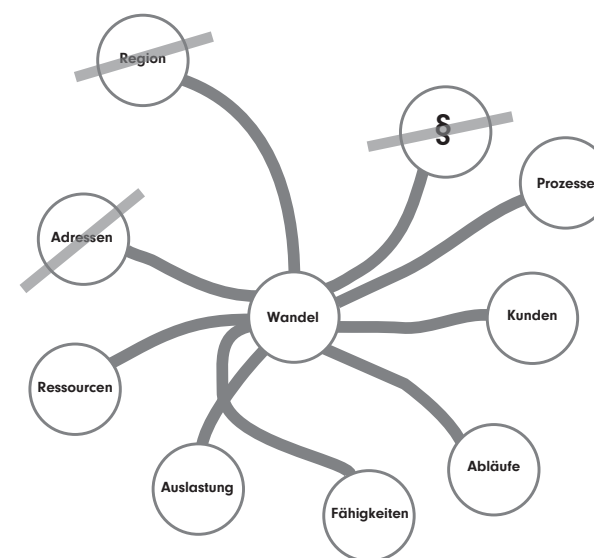 Region
§
Prozesse
Adressen
Wandel
Kunden
Ressourcen
Abläufe
Auslastung
Fähigkeiten